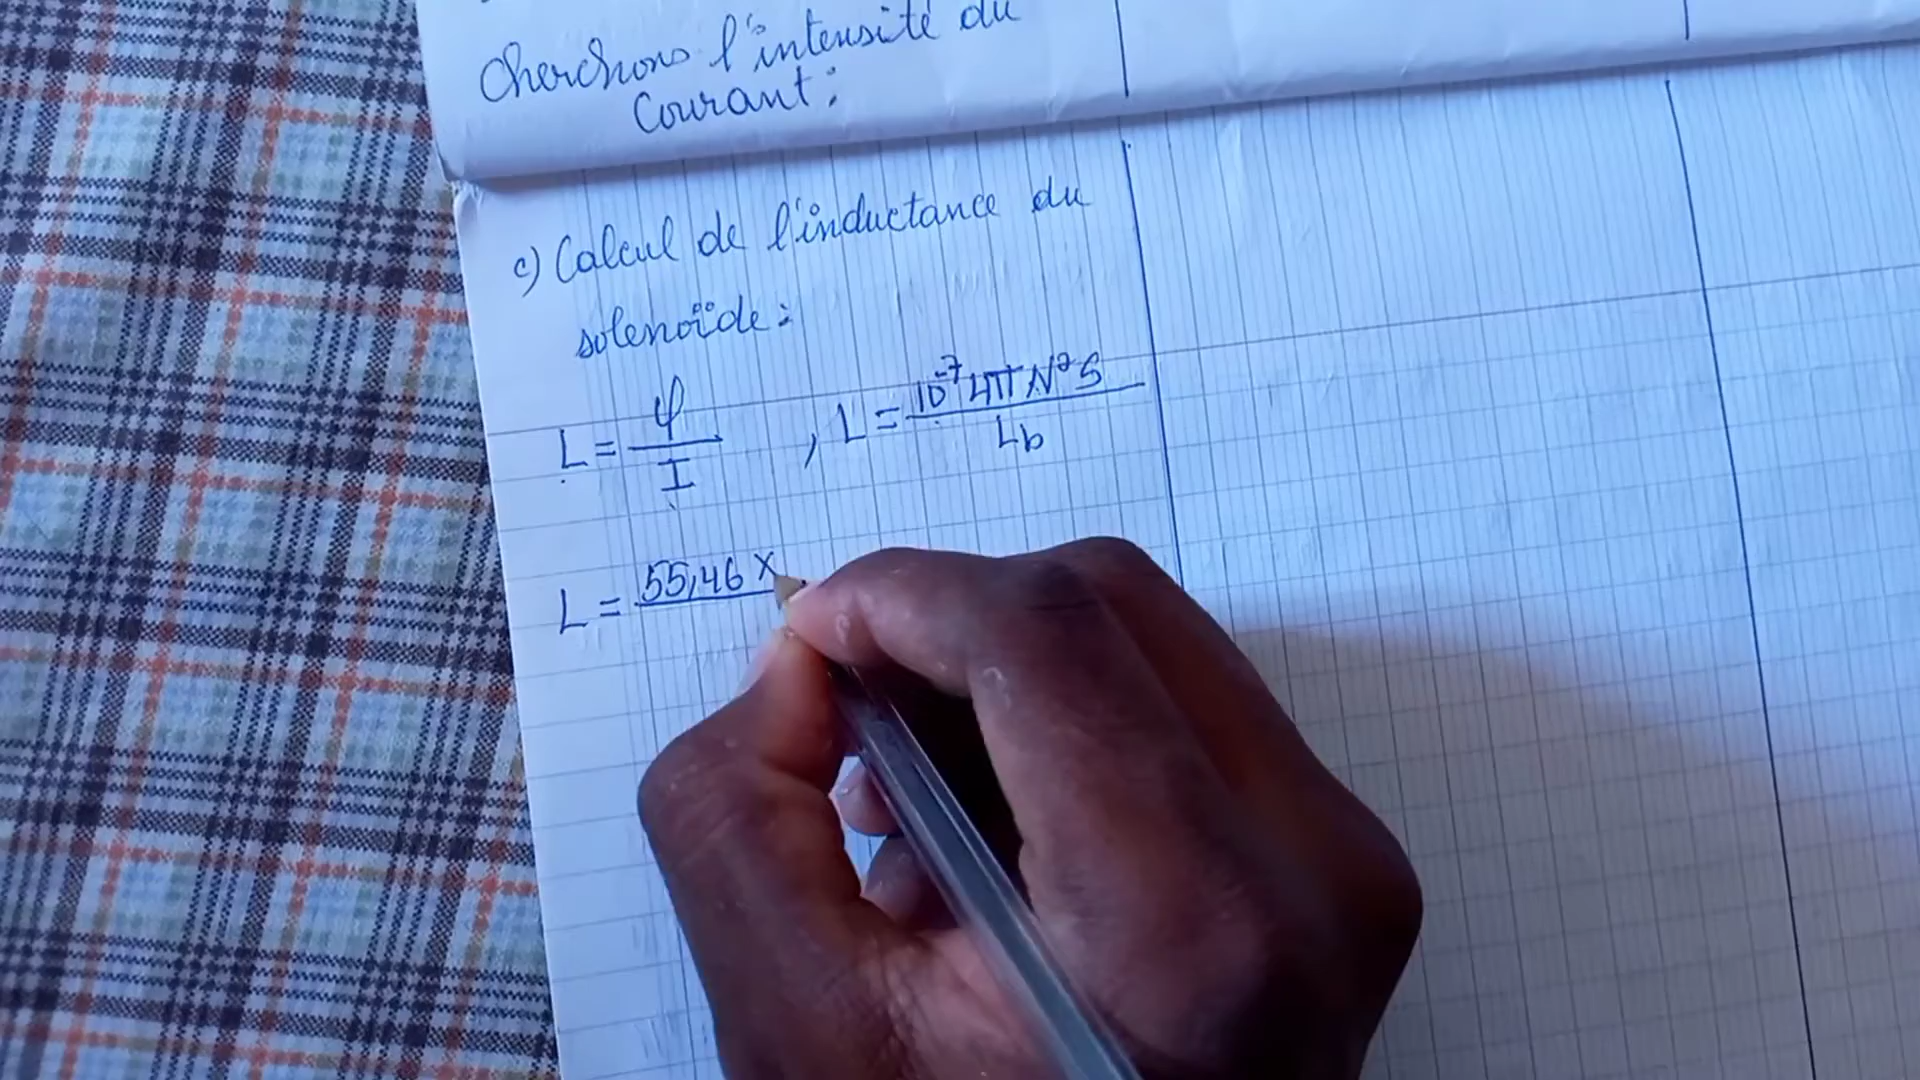 Cherchons l'intensité du
Courant:
c) Calcul de l'inductance du
solenoïde:
L = φ / I , L = 10⁻⁷ 4π N² S / Lb
L = 55,46 x